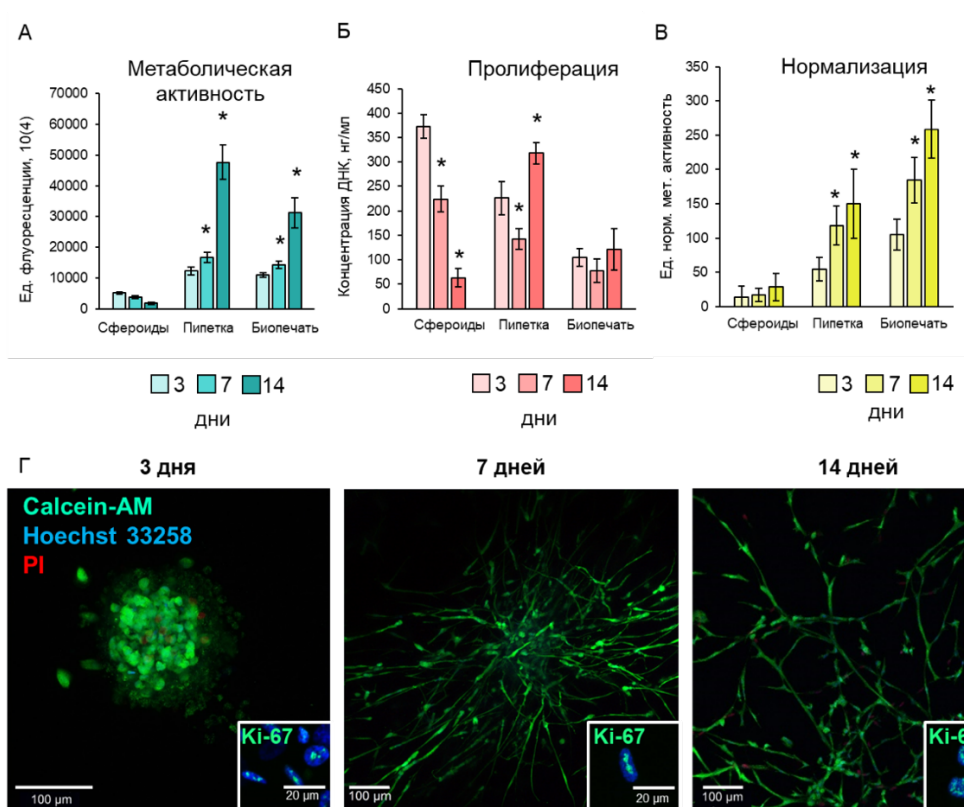 А
Метаболическая
активность
Ед. флуоресценции, 10(4)
70000
60000
50000
40000
30000
20000
10000
0
*
*
*
*
Сфероиды Пипетка Биопечать
3 7 14
дни
Б
Пролиферация
Концентрация ДНК, нг/мл
450
400
350
300
250
200
150
100
50
0
*
*
*
*
Сфероиды Пипетка Биопечать
3 7 14
дни
В
Нормализация
Ед. норм. мет. активность
350
300
250
200
150
100
50
0
*
*
*
*
Сфероиды Пипетка Биопечать
3 7 14
дни
Г
3 дня
7 дней
14 дней
Calcein-AM
Hoechst 33258
PI
Ki-67
100 µm
20 µm
Ki-67
100 µm
20 µm
Ki-6
100 µm